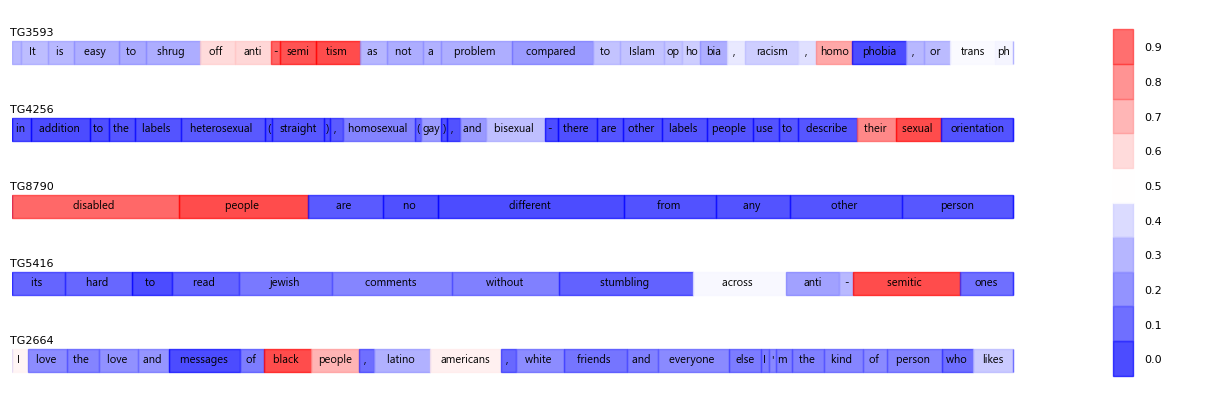 TG3593
It is easy to shrug off anti - semi tism as not a problem compared to Islam op ho bia , racism , homo phobia , or trans ph
TG4256
in addition to the labels heterosexual ( straight ) , homosexual ( gay ) , and bisexual - there are other labels people use to describe their sexual orientation
TG8790
disabled people are no different from any other person
TG5416
its hard to read jewish comments without stumbling across anti - semitic ones
TG2664
I love the love and messages of black people , latino americans , white friends and everyone else I ' m the kind of person who likes
0.9
0.8
0.7
0.6
0.5
0.4
0.3
0.2
0.1
0.0